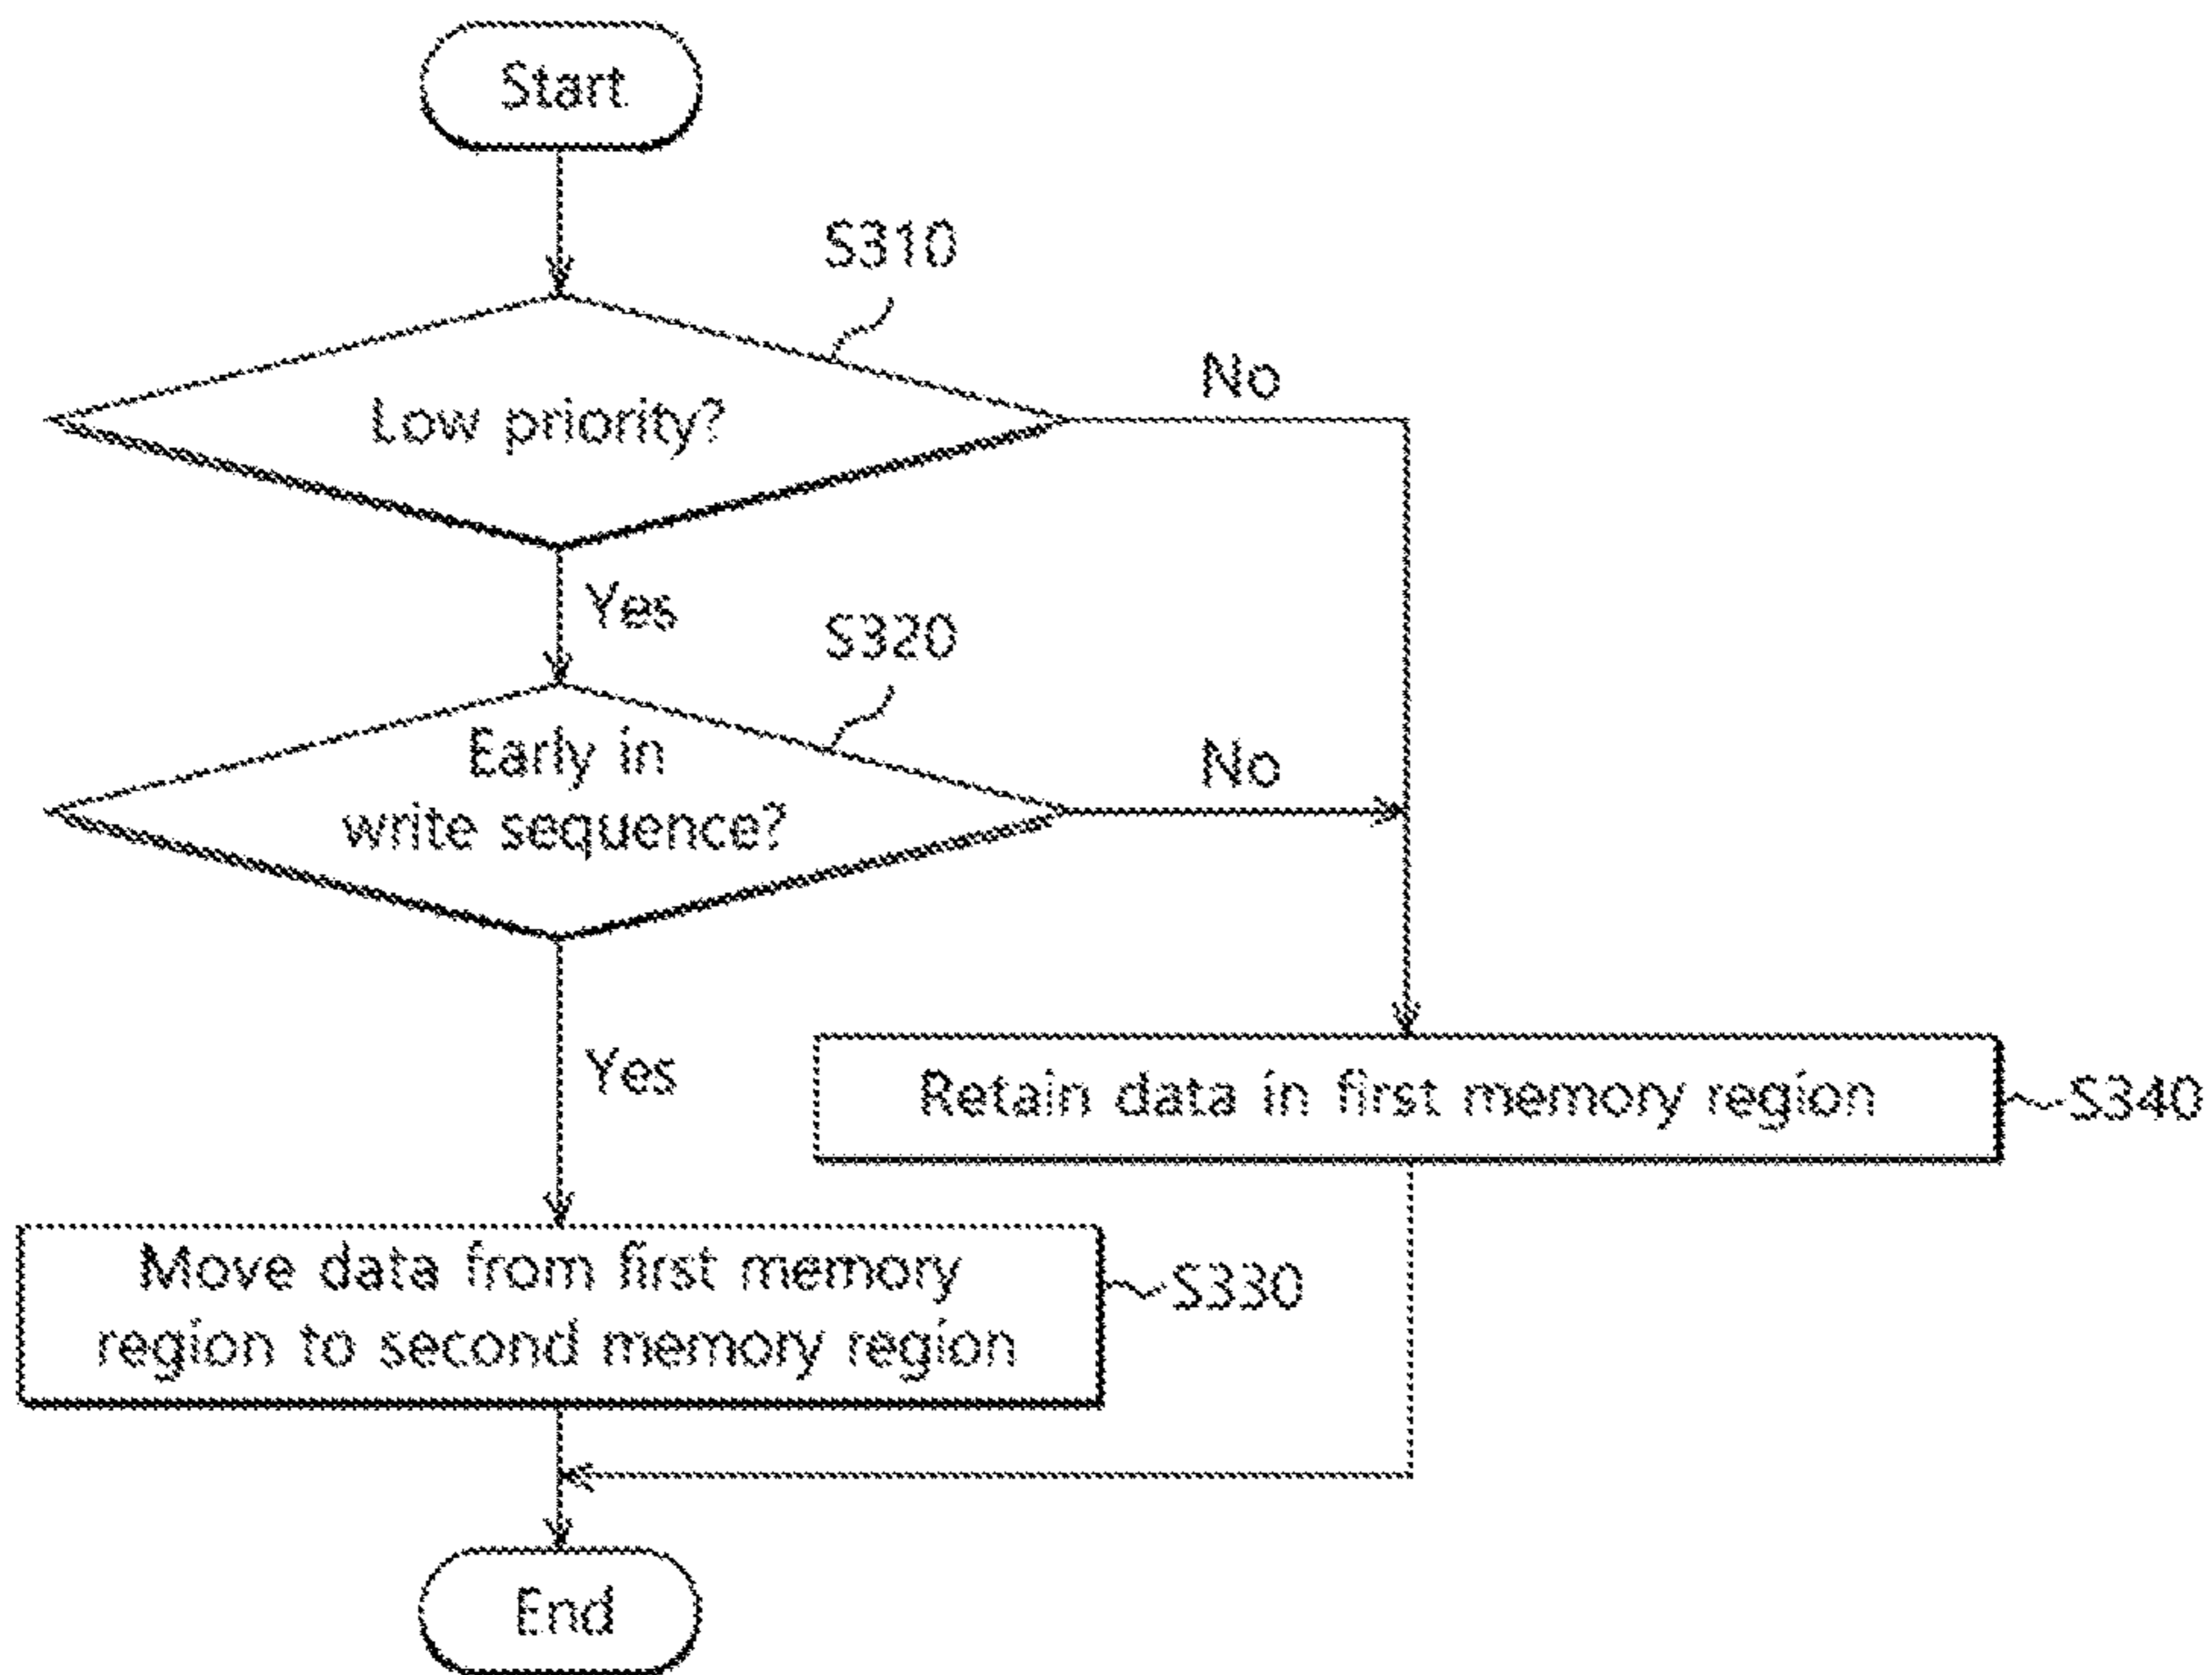 Start
S310
Low priority?
No
Yes
S320
Early in
write sequence?
No
Yes
Retain data in first memory region
S340
Move data from first memory
region to second memory region
S330
End